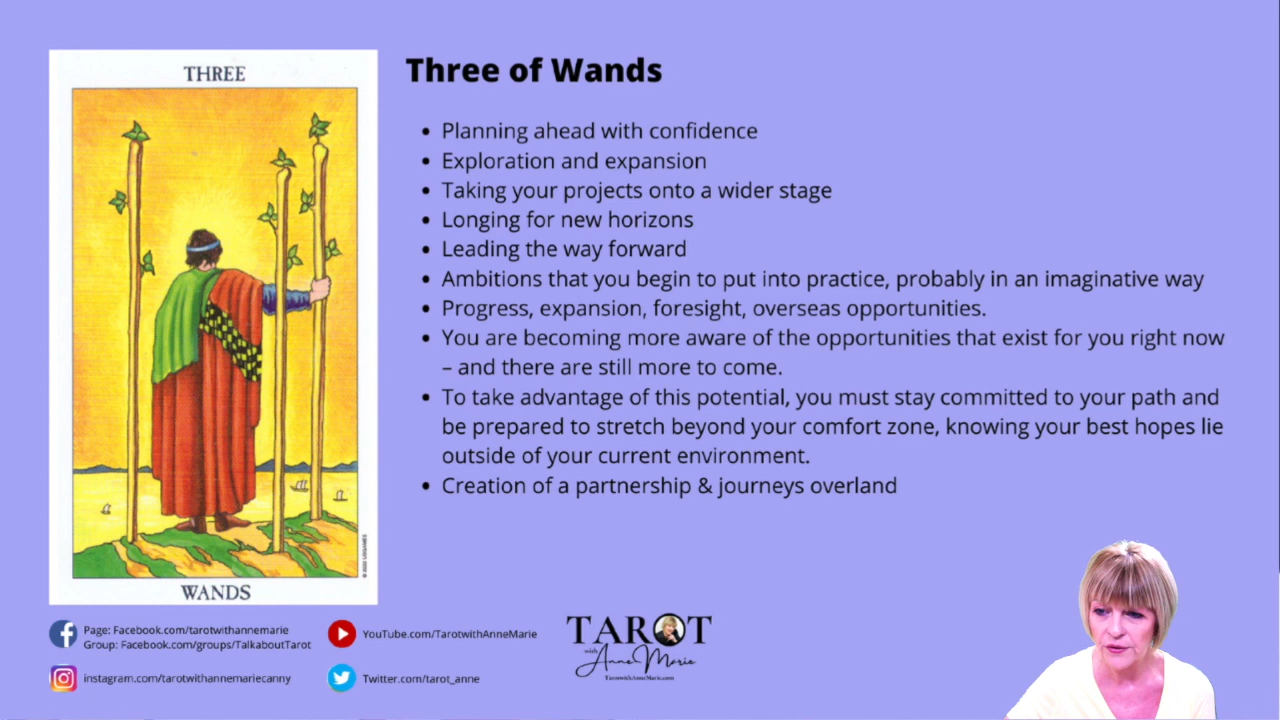 THREE
WANDS
Three of Wands
• Planning ahead with confidence
• Exploration and expansion
• Taking your projects onto a wider stage
• Longing for new horizons
• Leading the way forward
• Ambitions that you begin to put into practice, probably in an imaginative way
• Progress, expansion, foresight, overseas opportunities.
• You are becoming more aware of the opportunities that exist for you right now
– and there are still more to come.
• To take advantage of this potential, you must stay committed to your path and
be prepared to stretch beyond your comfort zone, knowing your best hopes lie
outside of your current environment.
• Creation of a partnership & journeys overland
Page: Facebook.com/tarotwithannemarie
Group: Facebook.com/groups/TalkaboutTarot
YouTube.com/TarotwithAnneMarie
instagram.com/tarotwithannemariecanny
Twitter.com/tarot_anne
TAROT
with
AnneMarie
TarotwithAnneMarie.com